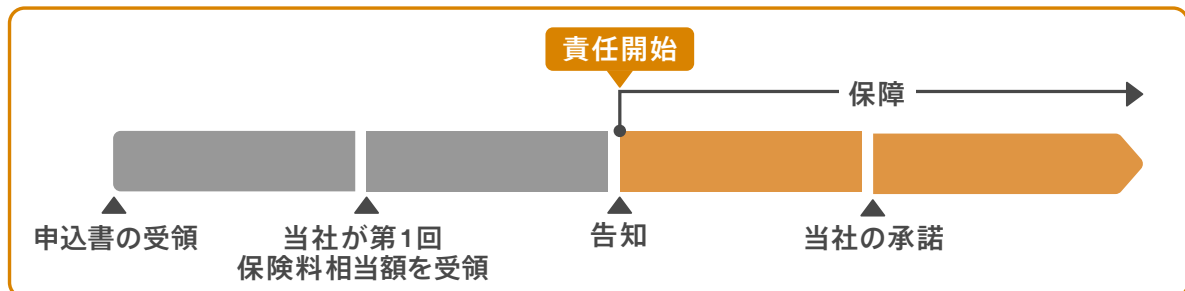 責任開始
保障
申込書の受領
当社が第1回
保険料相当額を受領
告知
当社の承諾